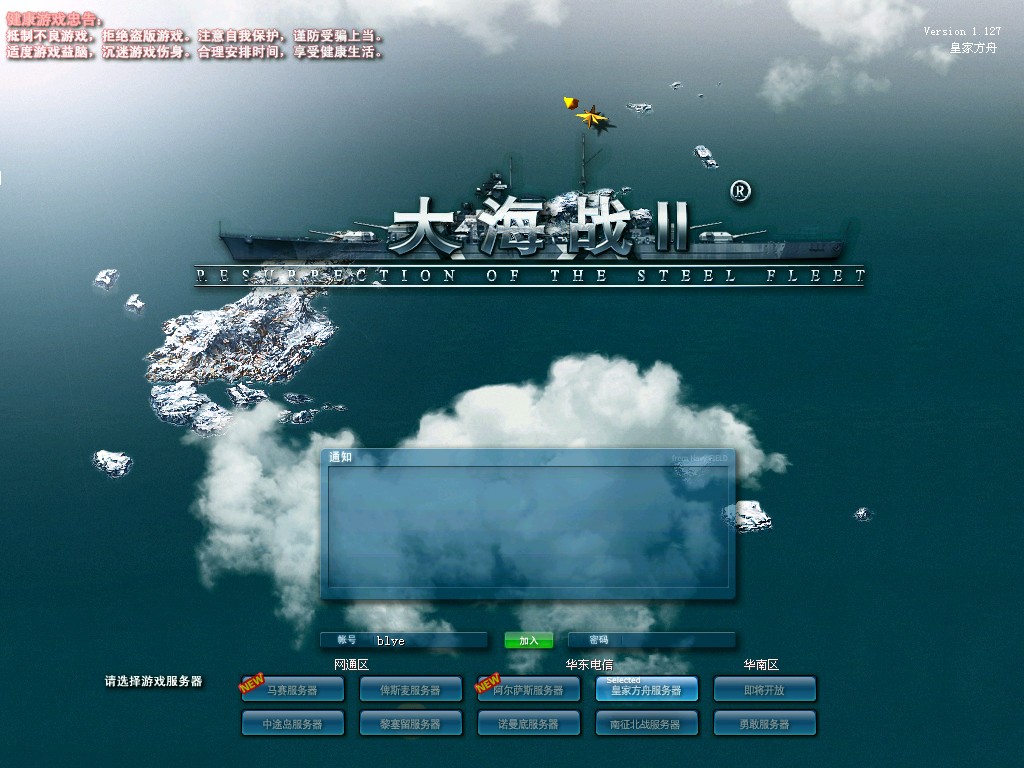 健康游戏忠告，
抵制不良游戏，拒绝盗版游戏。注意自我保护，谨防受骗上当。
适度游戏益脑，沉迷游戏伤身。合理安排时间，享受健康生活。
Version 1.127
皇家方舟
大海战II ®
RESURRECTION OF THE STEEL FLEET
通知
from NavyFIELD
帐号 blye 加入 密码
网通区 华东电信 华南区
请选择游戏服务器
NEW 马赛服务器 俾斯麦服务器 NEW 阿尔萨斯服务器 Selected 皇家方舟服务器 即将开放
中途岛服务器 黎塞留服务器 诺曼底服务器 南征北战服务器 勇敢服务器